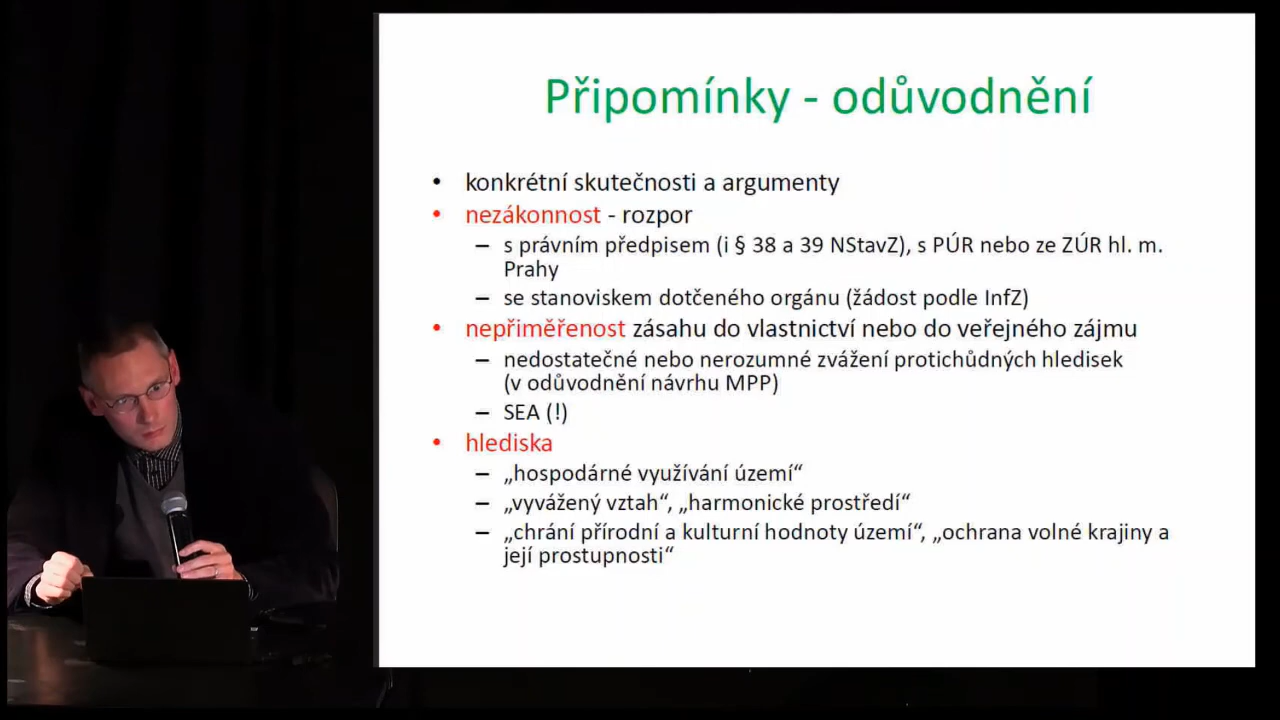 Připomínky - odůvodnění
• konkrétní skutečnosti a argumenty
• nezákonnost - rozpor
– s právním předpisem (i § 38 a 39 NStavZ), s PÚR nebo ze ZÚR hl. m.
Prahy
– se stanoviskem dotčeného orgánu (žádost podle InfZ)
• nepřiměřenost zásahu do vlastnictví nebo do veřejného zájmu
– nedostatečné nebo nerozumné zvážení protichůdných hledisek
(v odůvodnění návrhu MPP)
– SEA (!)
• hlediska
– „hospodárné využívání území“
– „vyvážený vztah“, „harmonické prostředí“
– „chrání přírodní a kulturní hodnoty území“, „ochrana volné krajiny a
její prostupnosti“